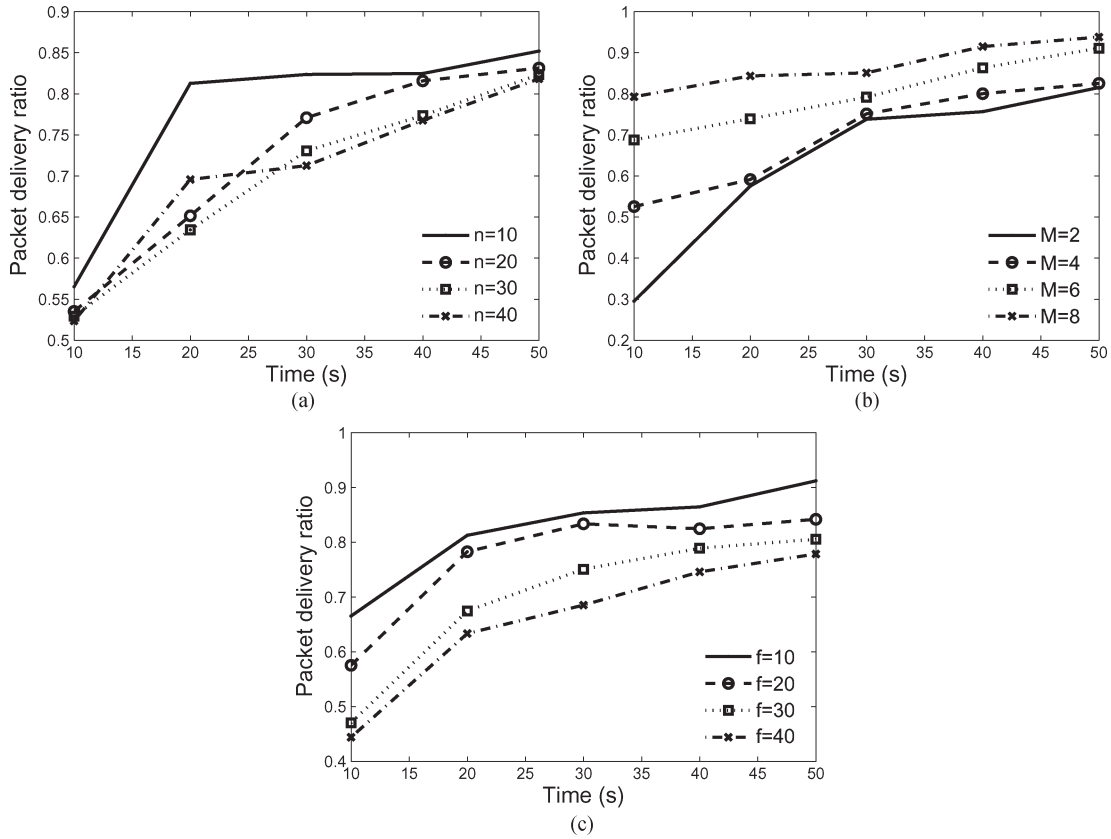 0.9
0.85
0.8
0.75
0.7
0.65
0.6
0.55
0.5
Packet delivery ratio
n=10
n=20
n=30
n=40
10 15 20 25 30 35 40 45 50
Time (s)
(a)
1
0.9
0.8
0.7
0.6
0.5
0.4
0.3
0.2
Packet delivery ratio
M=2
M=4
M=6
M=8
10 15 20 25 30 35 40 45 50
Time (s)
(b)
1
0.9
0.8
0.7
0.6
0.5
0.4
Packet delivery ratio
f=10
f=20
f=30
f=40
10 15 20 25 30 35 40 45 50
Time (s)
(c)